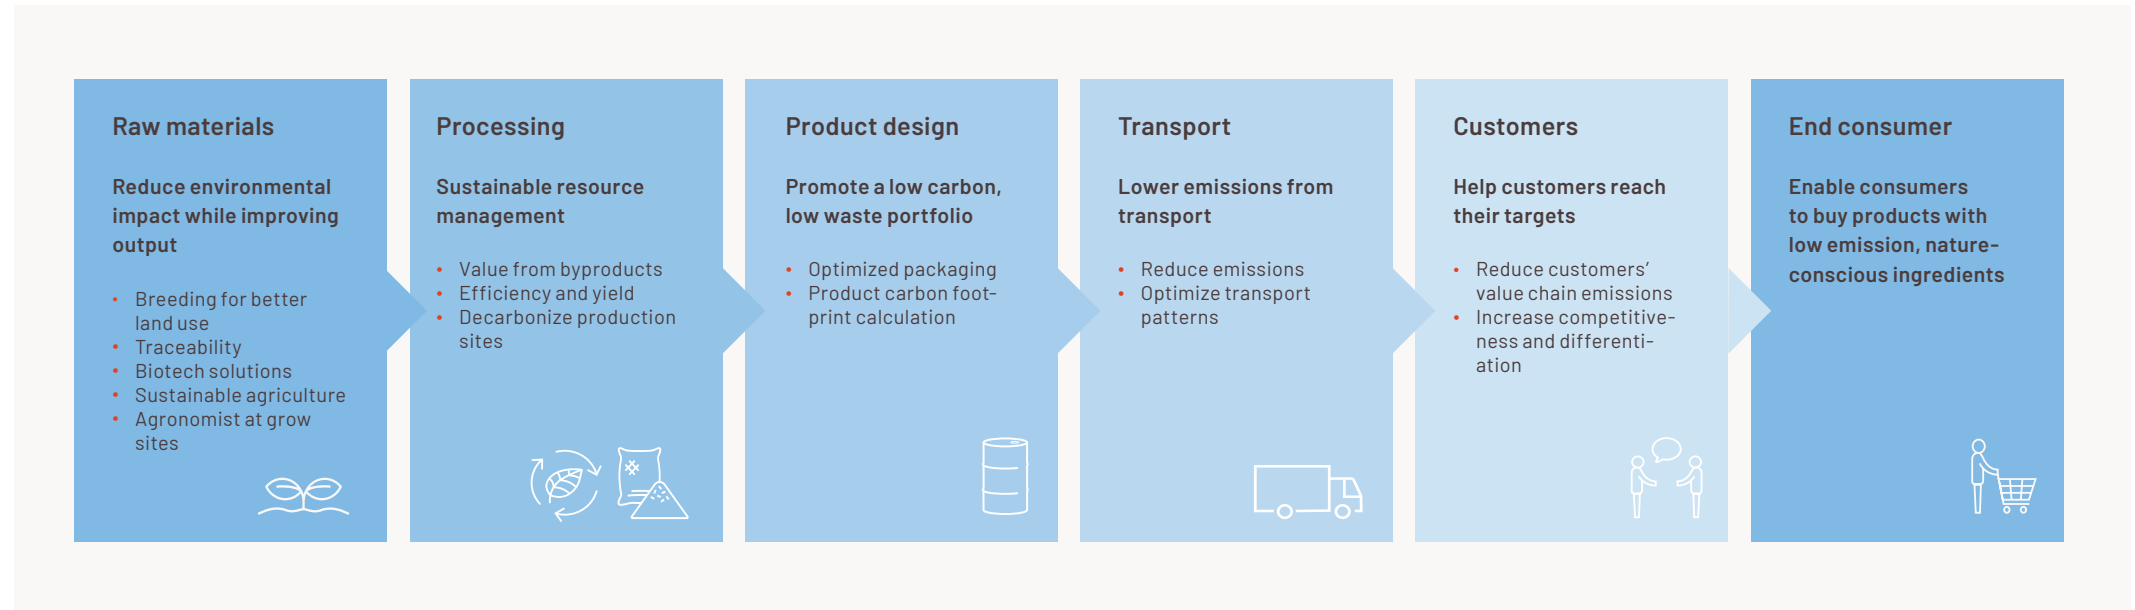 Raw materials
Reduce environmental
impact while improving
output
• Breeding for better
land use
• Traceability
• Biotech solutions
• Sustainable agriculture
• Agronomist at grow
sites
Processing
Sustainable resource
management
• Value from byproducts
• Efficiency and yield
• Decarbonize production
sites
Product design
Promote a low carbon,
low waste portfolio
• Optimized packaging
• Product carbon foot-
print calculation
Transport
Lower emissions from
transport
• Reduce emissions
• Optimize transport
patterns
Customers
Help customers reach
their targets
• Reduce customers’
value chain emissions
• Increase competitive-
ness and differenti-
ation
End consumer
Enable consumers
to buy products with
low emission, nature-
conscious ingredients